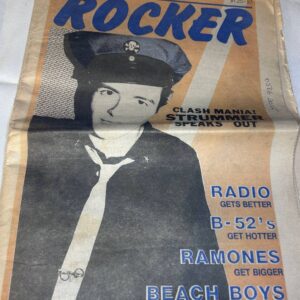 ROCKER
CLASH MANIA!
STRUMMER
SPEAKS OUT
RADIO
GETS BETTER
B-52's
GET HOTTER
RAMONES
GET BIGGER
BEACH BOYS